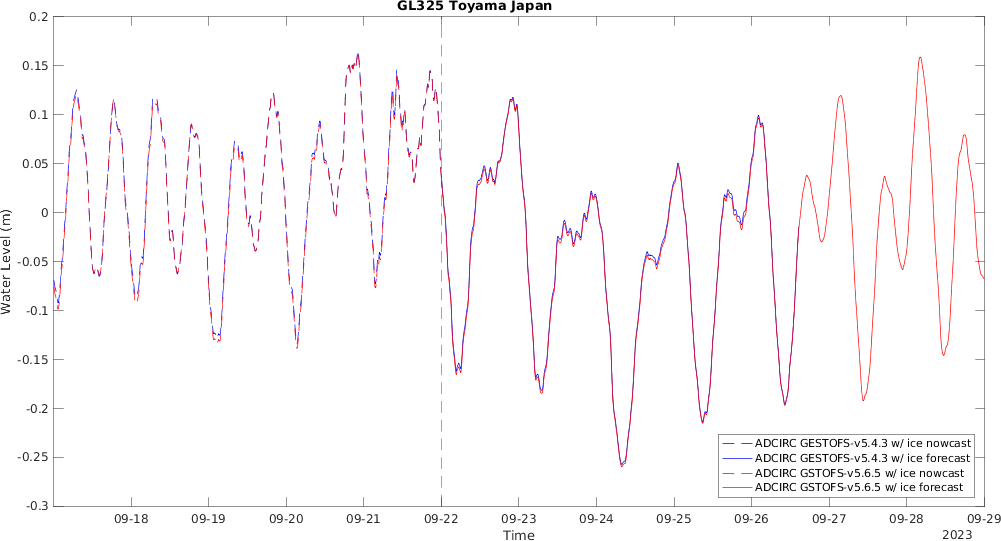 GL325 Toyama Japan
0.2
0.15
0.1
0.05
0
-0.05
-0.1
-0.15
-0.2
-0.25
-0.3
Water Level (m)
ADCIRC GESTOFS-v5.4.3 w/ ice nowcast
ADCIRC GESTOFS-v5.4.3 w/ ice forecast
ADCIRC GSTOFS-v5.6.5 w/ ice nowcast
ADCIRC GSTOFS-v5.6.5 w/ ice forecast
09-18 09-19 09-20 09-21 09-22 09-23 09-24 09-25 09-26 09-27 09-28 09-29
Time
2023